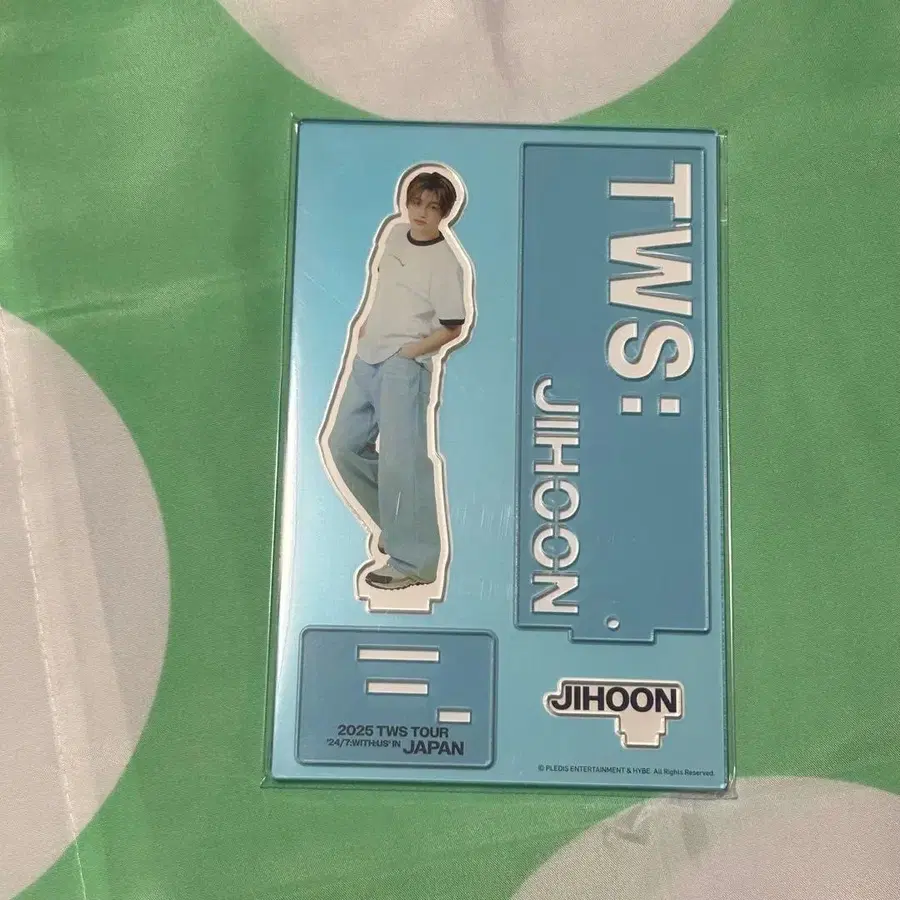 TWS:
JIHOON
JIHOON
2025 TWS TOUR
'24/7:WITH:US' IN JAPAN
© PLEDIS ENTERTAINMENT & HYBE. All Rights Reserved.